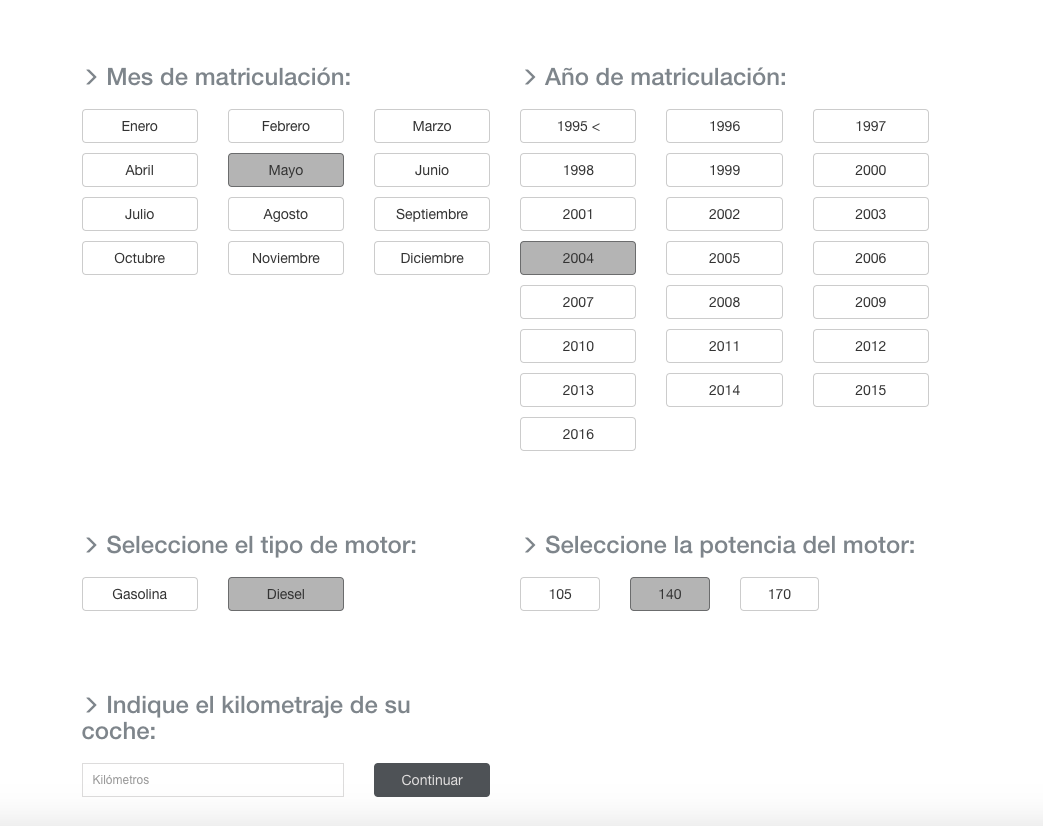 > Mes de matriculación:
Enero Febrero Marzo
Abril Mayo Junio
Julio Agosto Septiembre
Octubre Noviembre Diciembre
> Año de matriculación:
1995 < 1996 1997
1998 1999 2000
2001 2002 2003
2004 2005 2006
2007 2008 2009
2010 2011 2012
2013 2014 2015
2016
> Seleccione el tipo de motor:
Gasolina Diesel
> Seleccione la potencia del motor:
105 140 170
> Indique el kilometraje de su
coche:
Kilómetros Continuar